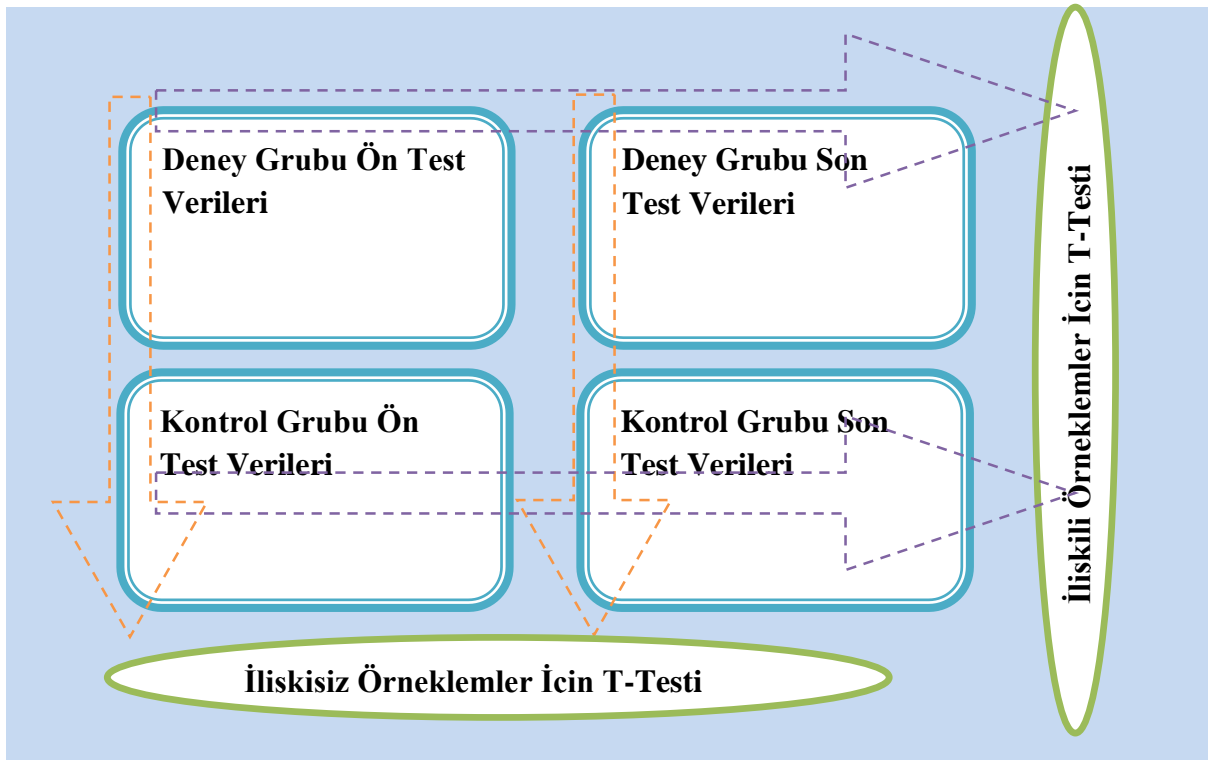 Deney Grubu Ön Test
Verileri
Deney Grubu Son
Test Verileri
Kontrol Grubu Ön
Test Verileri
Kontrol Grubu Son
Test Verileri
İliskisiz Örneklemler İcin T-Testi
İliskili Örneklemler İcin T-Testi